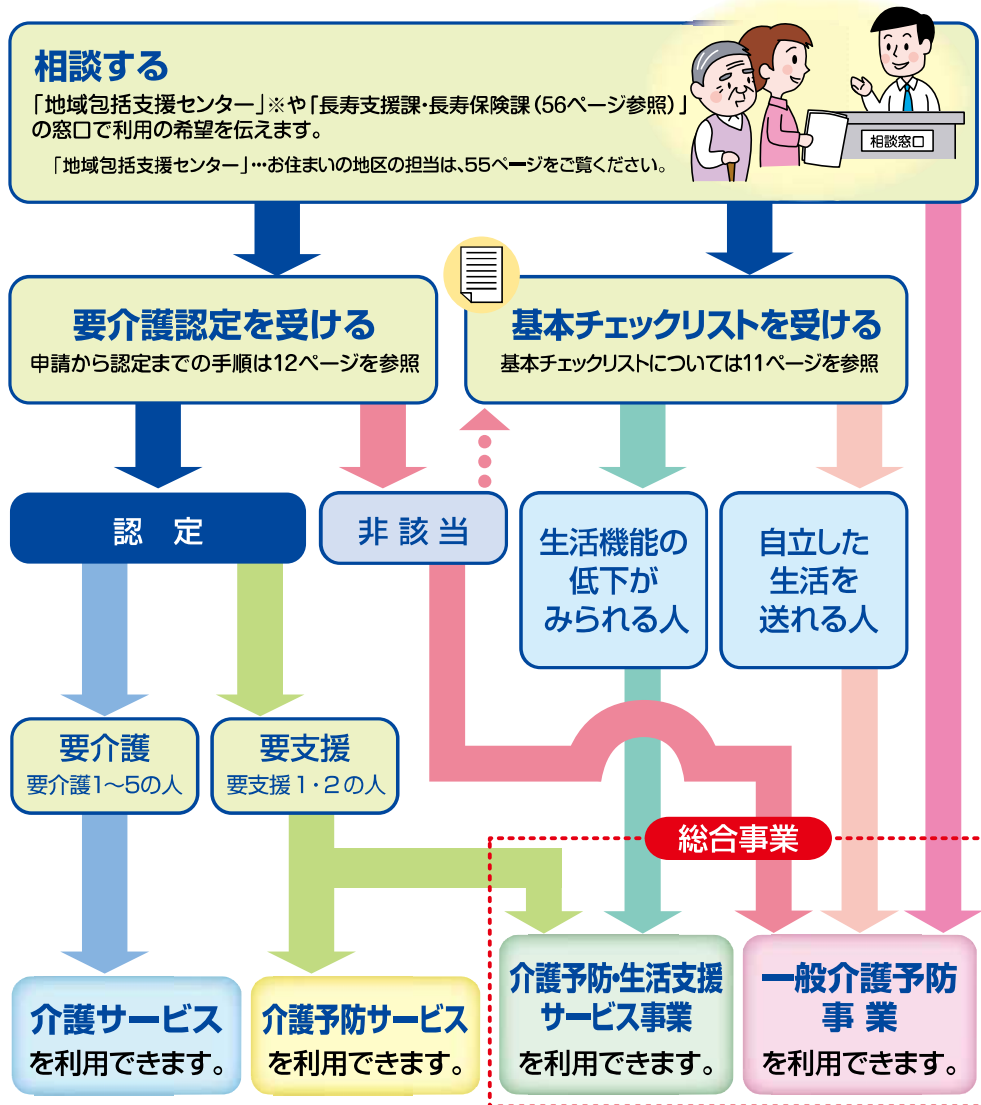 相談する
「地域包括支援センター」※や「長寿支援課・長寿保険課（56ページ参照）」
の窓口で利用の希望を伝えます。
「地域包括支援センター」…お住まいの地区の担当は、55ページをご覧ください。
相談窓口
要介護認定を受ける
申請から認定までの手順は12ページを参照
基本チェックリストを受ける
基本チェックリストについては11ページを参照
認 定
非該当
生活機能の
低下が
みられる人
自立した
生活を
送れる人
要介護
要介護1〜5の人
要支援
要支援1・2の人
総合事業
介護サービス
を利用できます。
介護予防サービス
を利用できます。
介護予防・生活支援
サービス事業
を利用できます。
一般介護予防
事業
を利用できます。